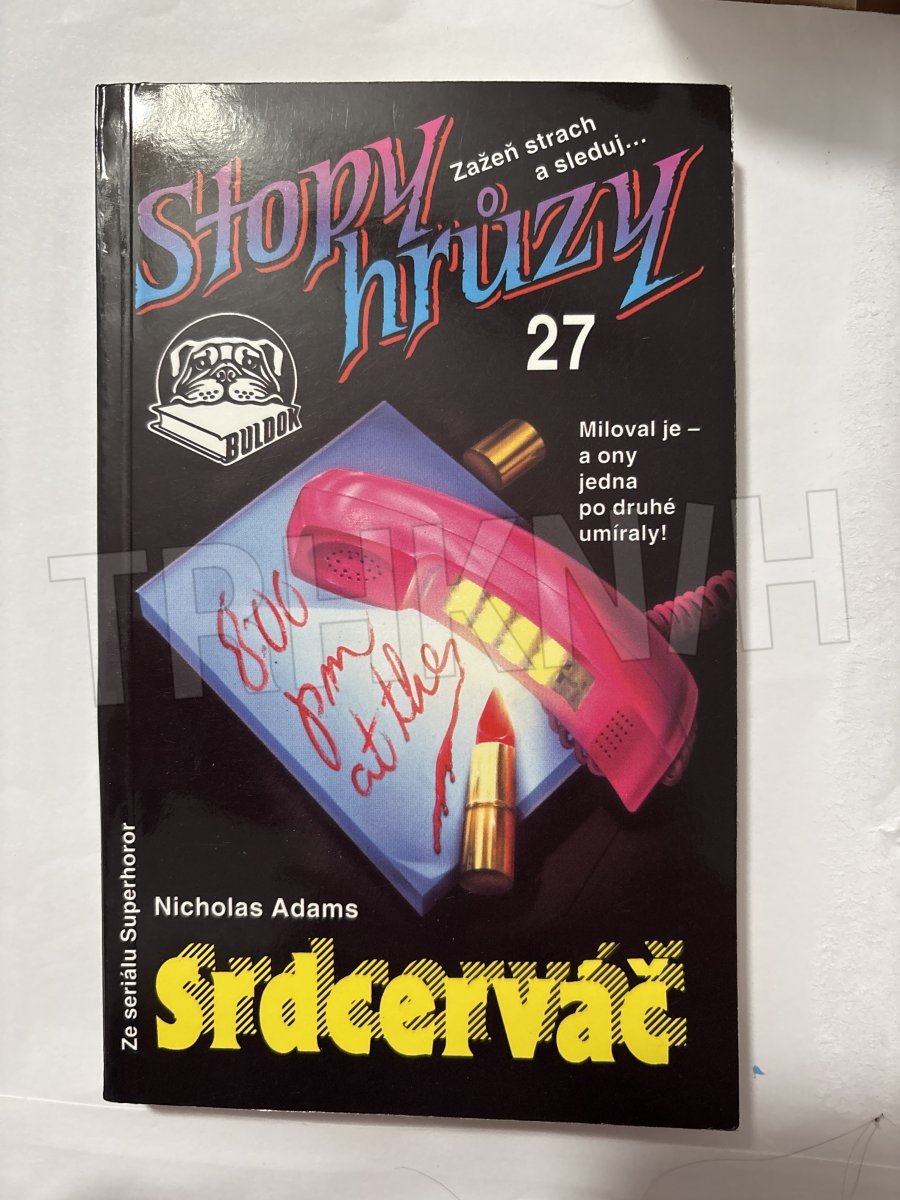 Zažeň strach
a sleduj...
Stopy
hrůzy
27
BULDOK
Miloval je –
a ony
jedna
po druhé
umíraly!
TRHKNIH
8:00
pm
at the
Ze seriálu Superhoror
Nicholas Adams
Srdcerváč